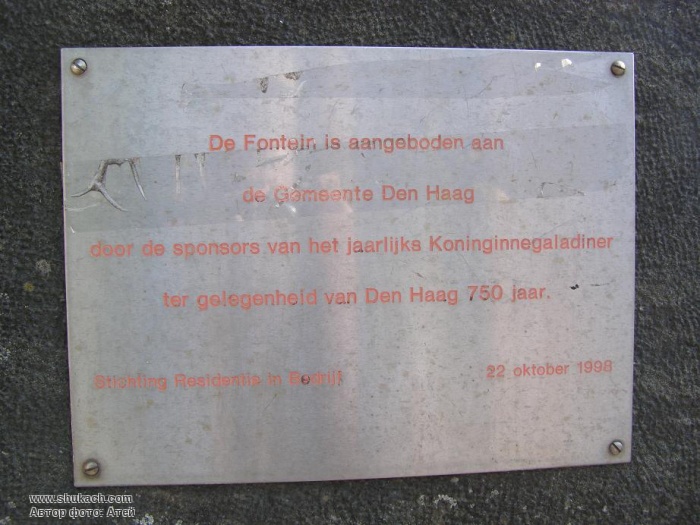 De Fontein is aangeboden aan
de Gemeente Den Haag
door de sponsors van het jaarlijks Koninginnegaladiner
ter gelegenheid van Den Haag 750 jaar.
Stichting Residentie in Bedrijf
22 oktober 1998
www.shukach.com
Автор фото: Атей